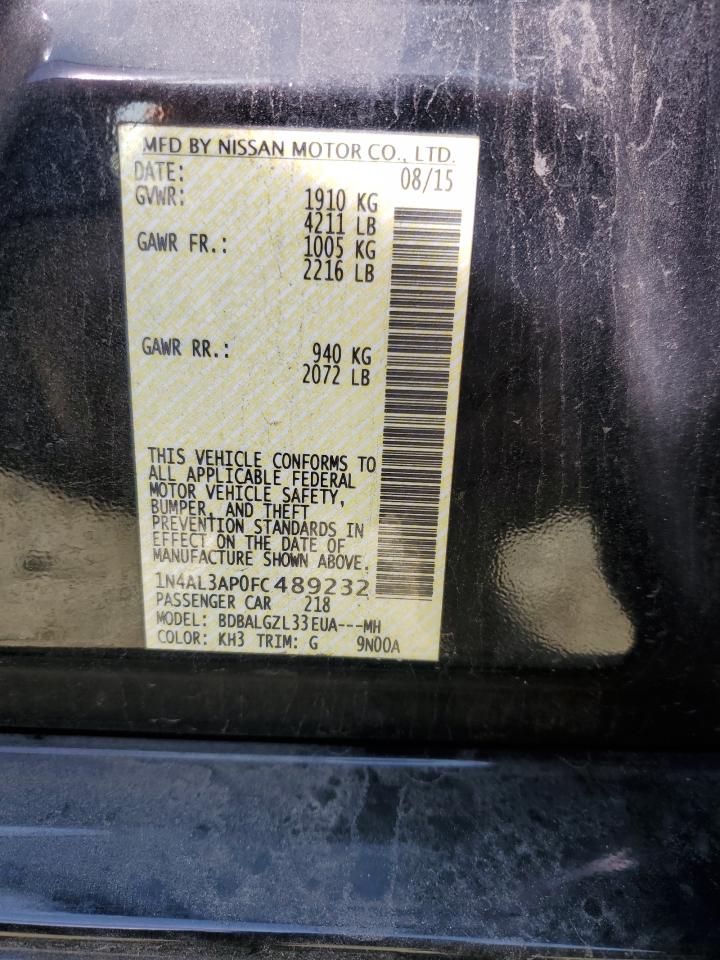 MFD BY NISSAN MOTOR CO., LTD.
DATE: 08/15
GVWR: 1910 KG
4211 LB
GAWR FR.: 1005 KG
2216 LB
GAWR RR.: 940 KG
2072 LB
THIS VEHICLE CONFORMS TO
ALL APPLICABLE FEDERAL
MOTOR VEHICLE SAFETY,
BUMPER, AND THEFT
PREVENTION STANDARDS IN
EFFECT ON THE DATE OF
MANUFACTURE SHOWN ABOVE.
1N4AL3AP0FC489232
PASSENGER CAR 218
MODEL: BDBALGZL33EUA---MH
COLOR: KH3 TRIM: G 9N00A